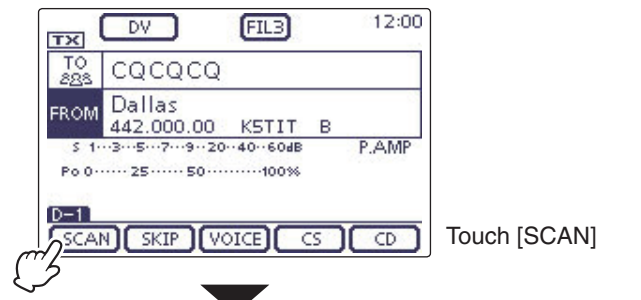 TX DV FIL3 12:00
TO CQCQCQ
FROM Dallas
442.000.00 K5TIT B
S 1··3··5··7··9··20··40··60dB P.AMP
Po 0······25······50··········100%
D-1
SCAN SKIP VOICE CS CD Touch [SCAN]